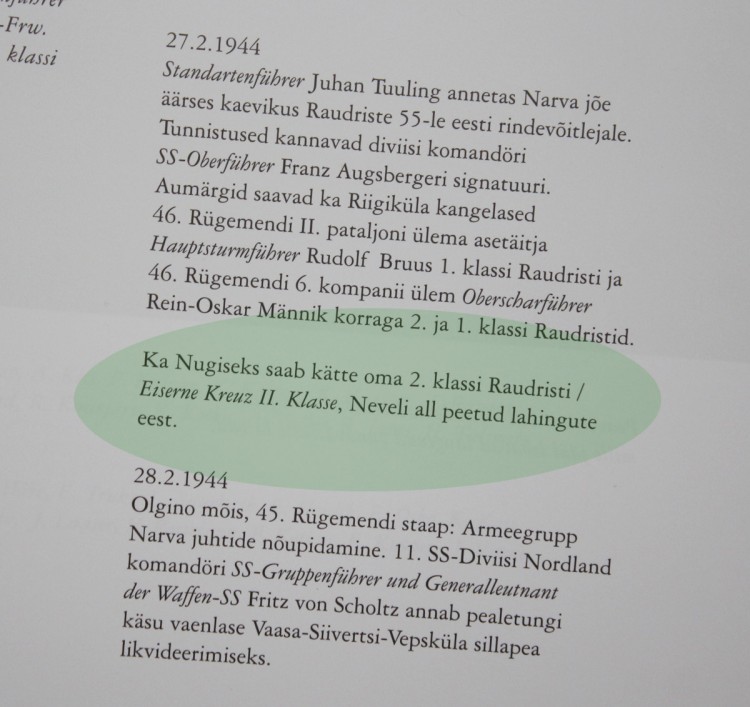 -Frw.
klassi
27.2.1944
Standartenführer Juhan Tuuling annetas Narva jõe
äärses kaevikus Raudriste 55-le eesti rindevõitlejale.
Tunnistused kannavad diviisi komandöri
SS-Oberführer Franz Augsbergeri signatuuri.
Aumärgid saavad ka Riigiküla kangelased
46. Rügemendi II. pataljoni ülema asetäitja
Hauptsturmführer Rudolf Bruus 1. klassi Raudristi ja
46. Rügemendi 6. kompanii ülem Oberscharführer
Rein-Oskar Männik korraga 2. ja 1. klassi Raudristid.
Ka Nugiseks saab kätte oma 2. klassi Raudristi /
Eiserne Kreuz II. Klasse, Neveli all peetud lahingute
eest.
28.2.1944
Olgino mõis, 45. Rügemendi staap: Armeegrupp
Narva juhtide nõupidamine. 11. SS-Diviisi Nordland
komandöri SS-Gruppenführer und Generalleutnant
der Waffen-SS Fritz von Scholtz annab pealetungi
käsu vaenlase Vaasa-Siivertsi-Vepsküla sillapea
likvideerimiseks.